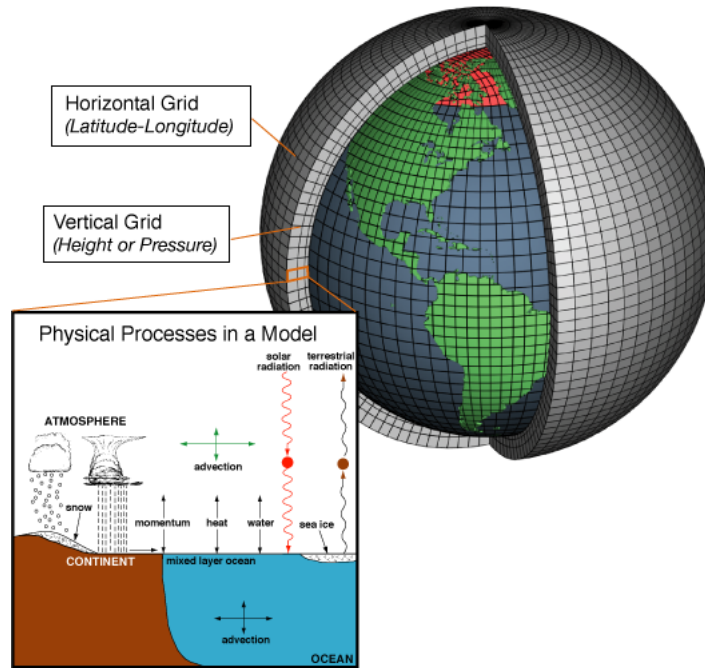 Horizontal Grid
(Latitude-Longitude)
Vertical Grid
(Height or Pressure)
Physical Processes in a Model
solar
radiation
terrestrial
radiation
ATMOSPHERE
advection
snow
momentum
heat
water
sea ice
CONTINENT
mixed layer ocean
advection
OCEAN